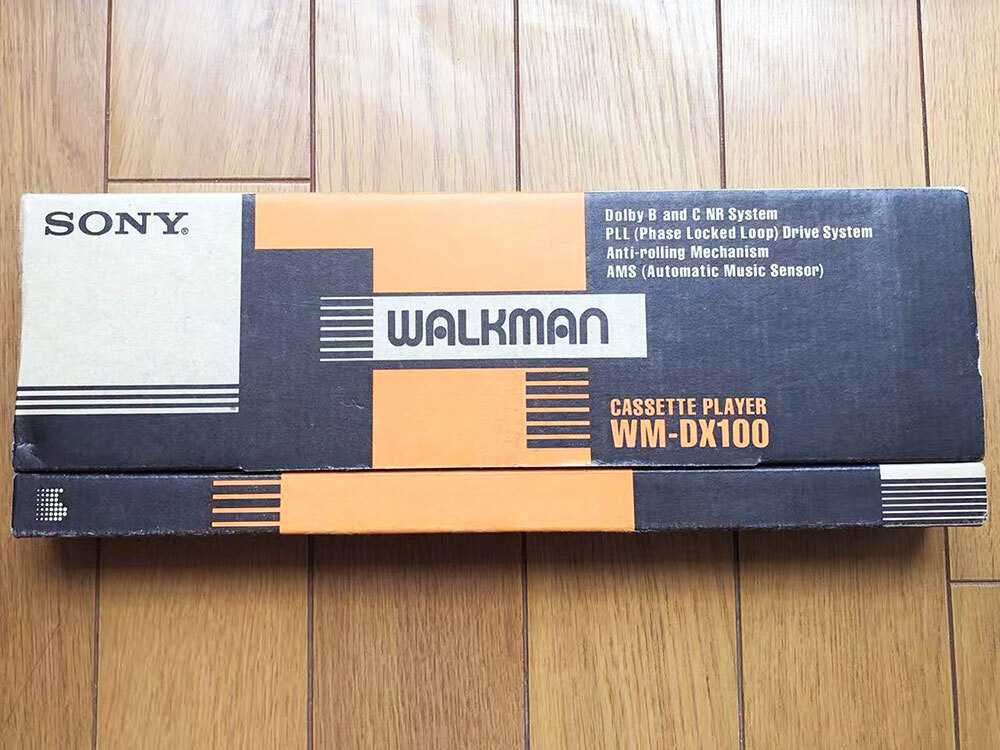 SONY®
Dolby B and C NR System
PLL (Phase Locked Loop) Drive System
Anti-rolling Mechanism
AMS (Automatic Music Sensor)
WALKMAN
CASSETTE PLAYER
WM-DX100